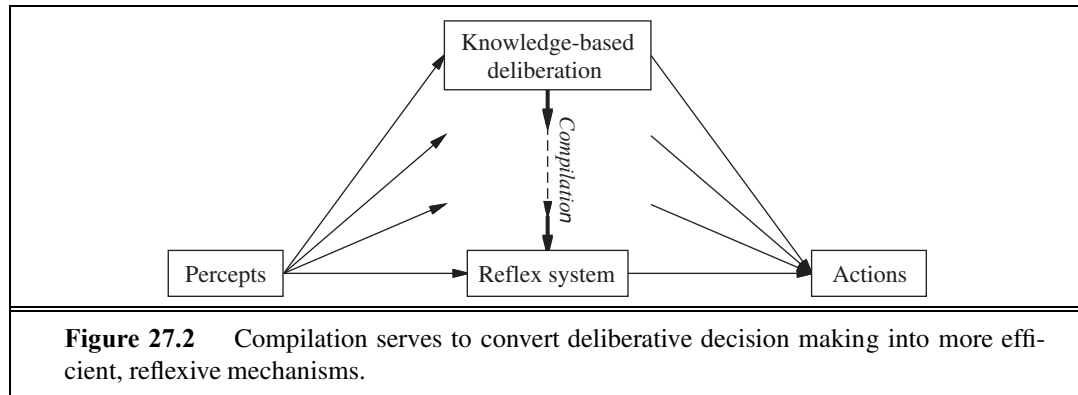 Knowledge-based
deliberation
Compilation
Percepts
Reflex system
Actions
Figure 27.2 Compilation serves to convert deliberative decision making into more effi-
cient, reflexive mechanisms.